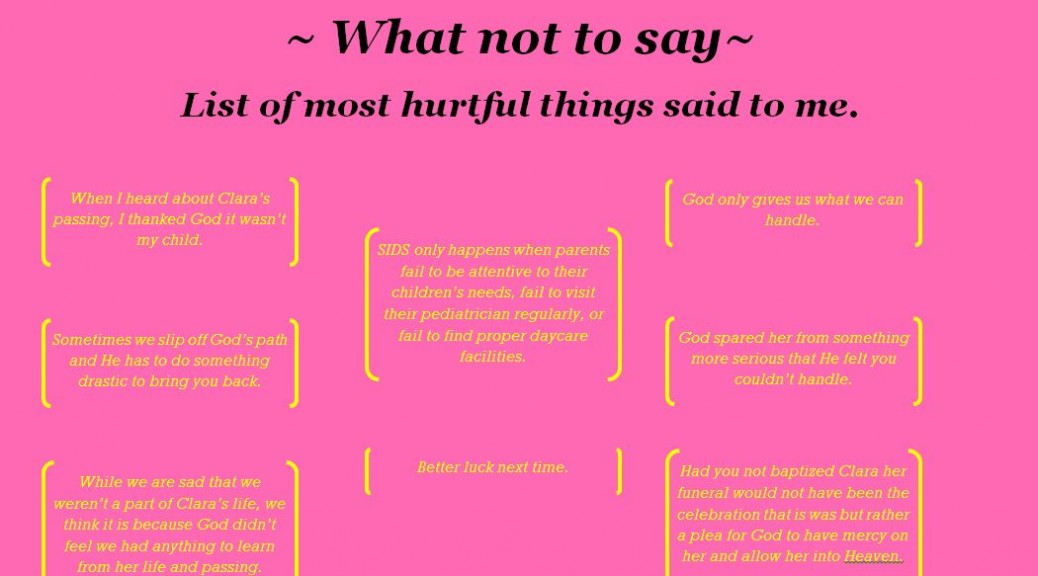 ~ What not to say~
List of most hurtful things said to me.
When I heard about Clara's
passing, I thanked God it wasn't
my child.
Sometimes we slip off God's path
and He has to do something
drastic to bring you back.
While we are sad that we
weren't a part of Clara's life, we
think it is because God didn't
feel we had anything to learn
from her life and passing.
SIDS only happens when parents
fail to be attentive to their
children's needs, fail to visit
their pediatrician regularly, or
fail to find proper daycare
facilities.
Better luck next time.
God only gives us what we can
handle.
God spared her from something
more serious that He felt you
couldn't handle.
Had you not baptized Clara her
funeral would not have been the
celebration that is was but rather
a plea for God to have mercy on
her and allow her into Heaven.